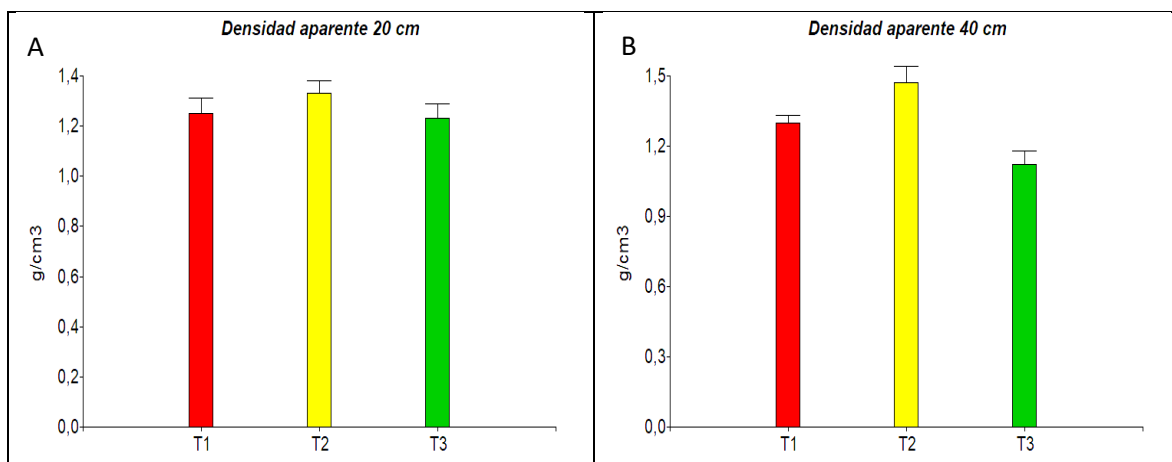 A
Densidad aparente 20 cm
1,4
1,2
1,0
0,8
0,6
0,4
0,2
0,0
g/cm3
T1 T2 T3
B
Densidad aparente 40 cm
1,5
1,2
0,9
0,6
0,3
0,0
g/cm3
T1 T2 T3